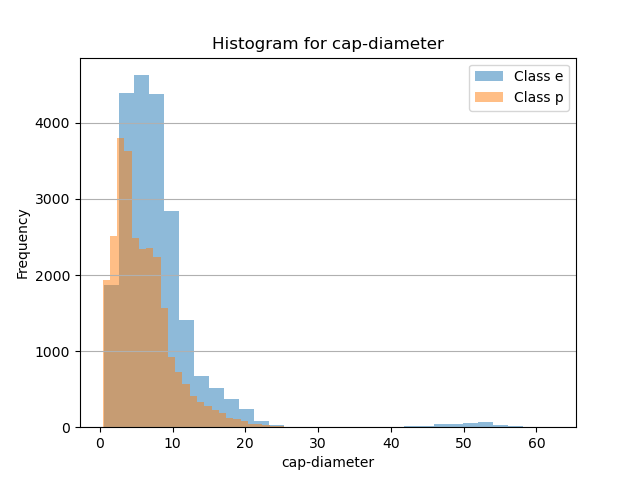 Histogram for cap-diameter
Class e
Class p
Frequency
4000
3000
2000
1000
0
0 10 20 30 40 50 60
cap-diameter